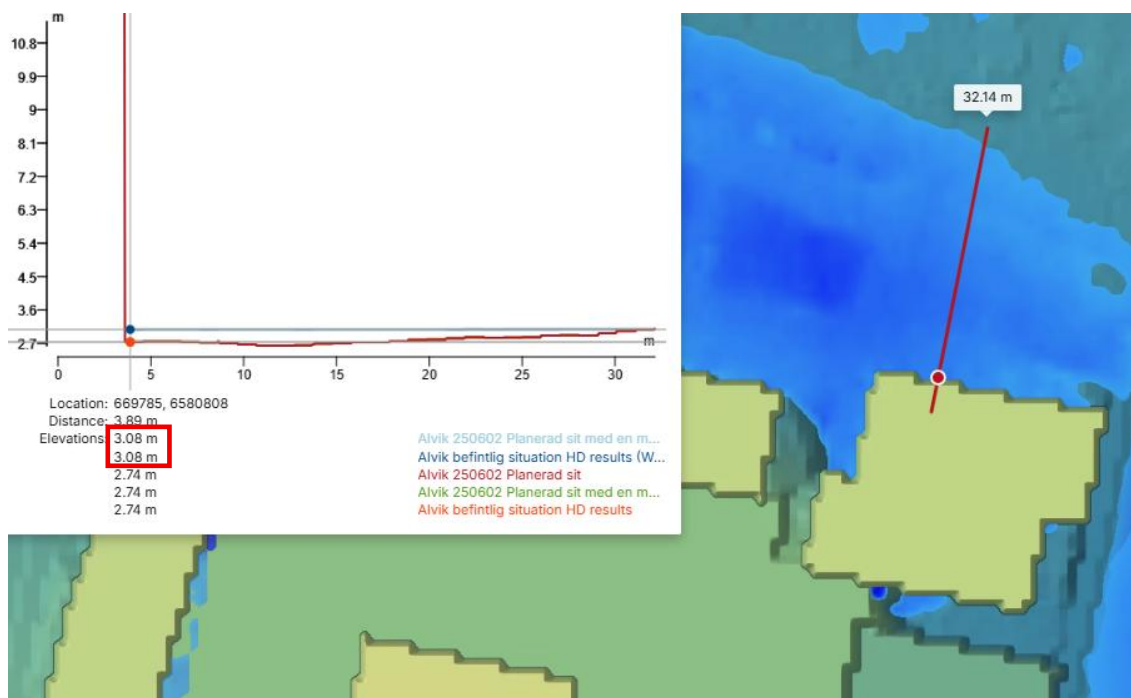 m
10.8
9.9
9
8.1
7.2
6.3
5.4
4.5
3.6
2.7
m
0 5 10 15 20 25 30
Location: 669785, 6580808
Distance: 3.89 m
Elevations: 3.08 m Alvik 250602 Planerad sit med en m...
3.08 m Alvik befintlig situation HD results (W...
2.74 m Alvik 250602 Planerad sit
2.74 m Alvik 250602 Planerad sit med en m...
2.74 m Alvik befintlig situation HD results
32.14 m